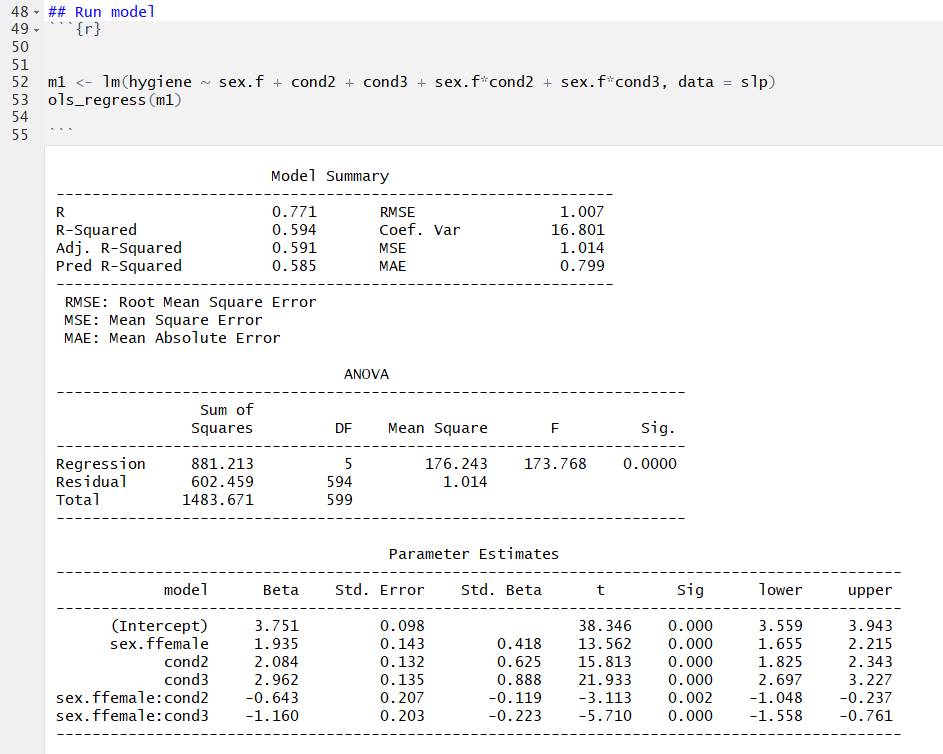 48 ## Run model
49 ```{r}
50
51
52 m1 <- lm(hygiene ~ sex.f + cond2 + cond3 + sex.f*cond2 + sex.f*cond3, data = slp)
53 ols_regress(m1)
54
55 ```
Model Summary
---------------------------------------------------------------
R 0.771 RMSE 1.007
R-Squared 0.594 Coef. Var 16.801
Adj. R-Squared 0.591 MSE 1.014
Pred R-Squared 0.585 MAE 0.799
---------------------------------------------------------------
RMSE: Root Mean Square Error
MSE: Mean Square Error
MAE: Mean Absolute Error
ANOVA
-----------------------------------------------------------------------
Sum of
Squares DF Mean Square F Sig.
-----------------------------------------------------------------------
Regression 881.213 5 176.243 173.768 0.0000
Residual 602.459 594 1.014
Total 1483.671 599
-----------------------------------------------------------------------
Parameter Estimates
-----------------------------------------------------------------------------------------------
model Beta Std. Error Std. Beta t Sig lower upper
-----------------------------------------------------------------------------------------------
(Intercept) 3.751 0.098 38.346 0.000 3.559 3.943
sex.ffemale 1.935 0.143 0.418 13.562 0.000 1.655 2.215
cond2 2.084 0.132 0.625 15.813 0.000 1.825 2.343
cond3 2.962 0.135 0.888 21.933 0.000 2.697 3.227
sex.ffemale:cond2 -0.643 0.207 -0.119 -3.113 0.002 -1.048 -0.237
sex.ffemale:cond3 -1.160 0.203 -0.223 -5.710 0.000 -1.558 -0.761
-----------------------------------------------------------------------------------------------